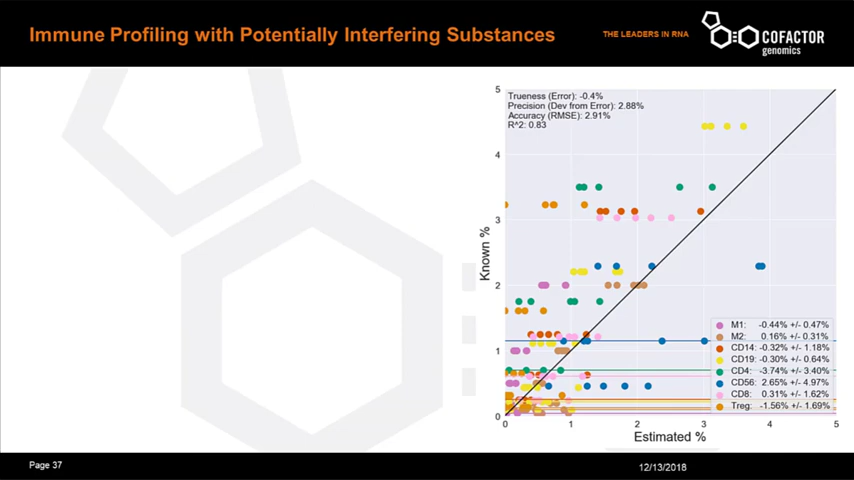 Immune Profiling with Potentially Interfering Substances
THE LEADERS IN RNA
COFACTOR
genomics
Trueness (Error): -0.4%
Precision (Dev from Error): 2.88%
Accuracy (RMSE): 2.91%
R^2: 0.83
5
4
3
2
1
0
Known %
M1: -0.44% +/- 0.47%
M2: 0.16% +/- 0.31%
CD14: -0.32% +/- 1.18%
CD19: -0.30% +/- 0.64%
CD4: -3.74% +/- 3.40%
CD56: 2.65% +/- 4.97%
CD8: 0.31% +/- 1.62%
Treg: -1.56% +/- 1.69%
0 1 2 3 4 5
Estimated %
Page 37
12/13/2018